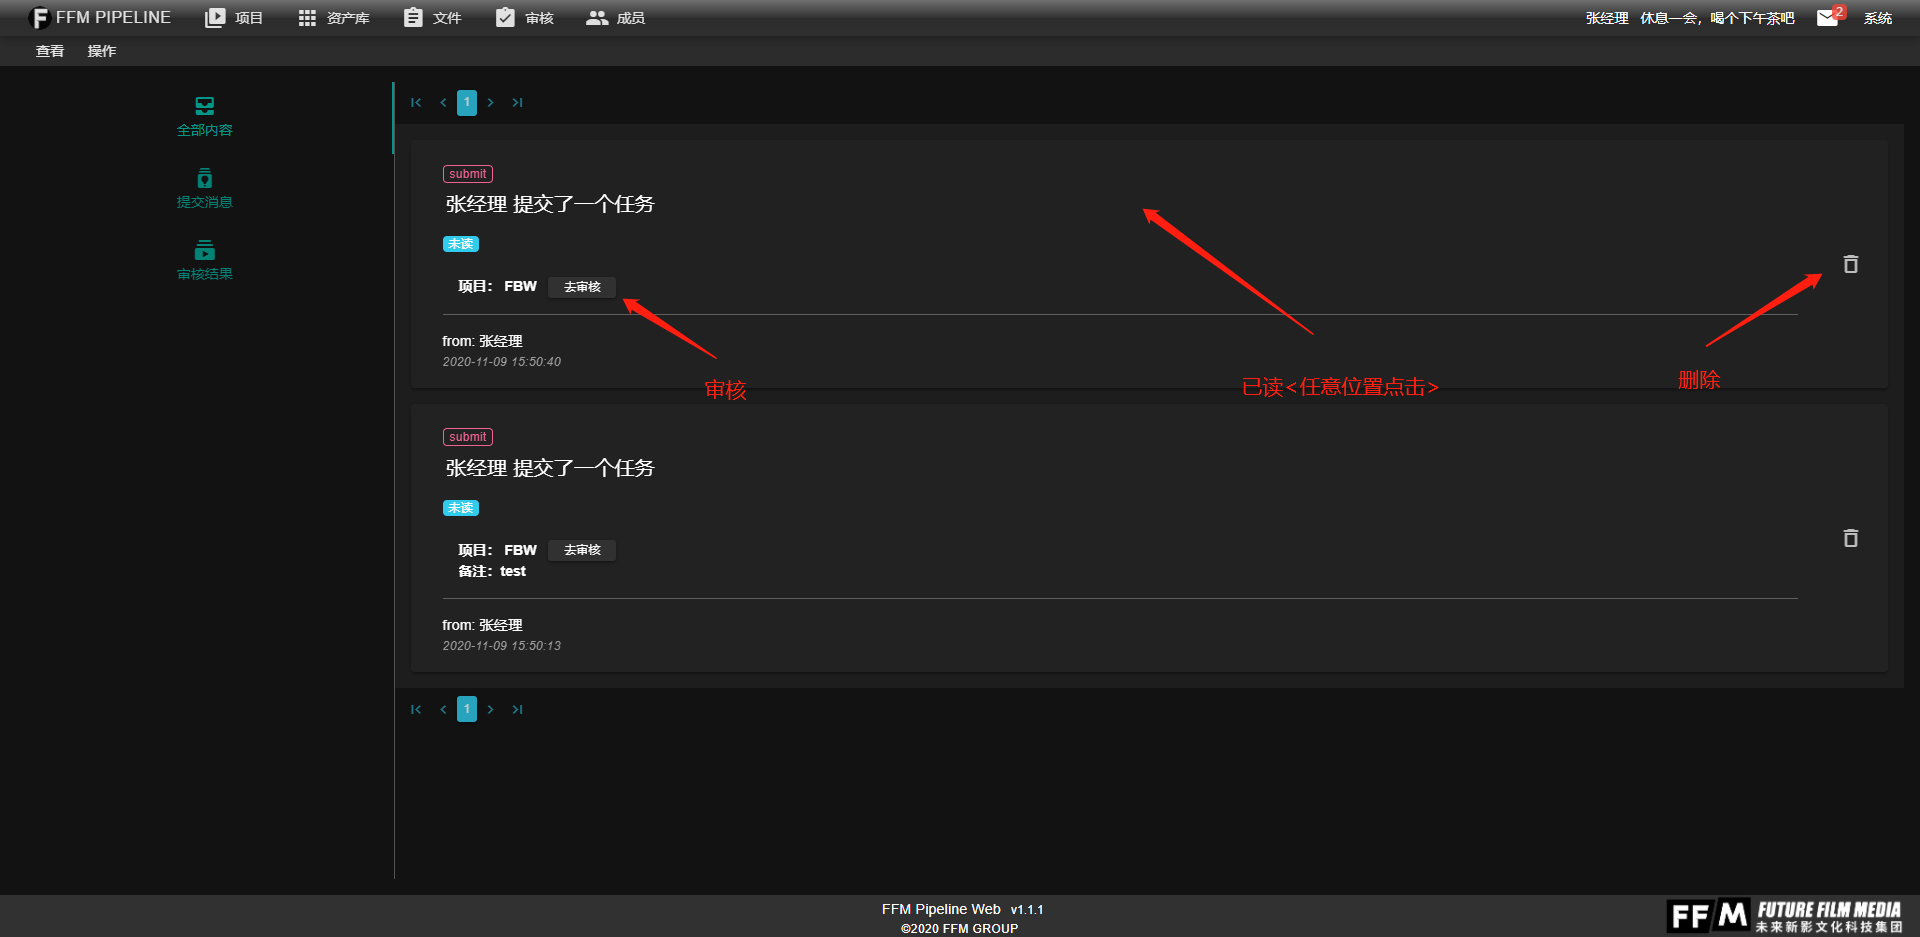 FFM PIPELINE 项目 资产库 文件 审核 成员 张经理 休息一会，喝个下午茶吧 2 系统
查看 操作
全部内容
提交消息
审核结果
1
submit
张经理 提交了一个任务
未读
项目： FBW 去审核
from: 张经理
2020-11-09 15:50:40
审核
已读<任意位置点击>
删除
submit
张经理 提交了一个任务
未读
项目： FBW 去审核
备注：test
from: 张经理
2020-11-09 15:50:13
1
FFM Pipeline Web v1.1.1
©2020 FFM GROUP
FFM FUTURE FILM MEDIA
未来新影文化科技集团